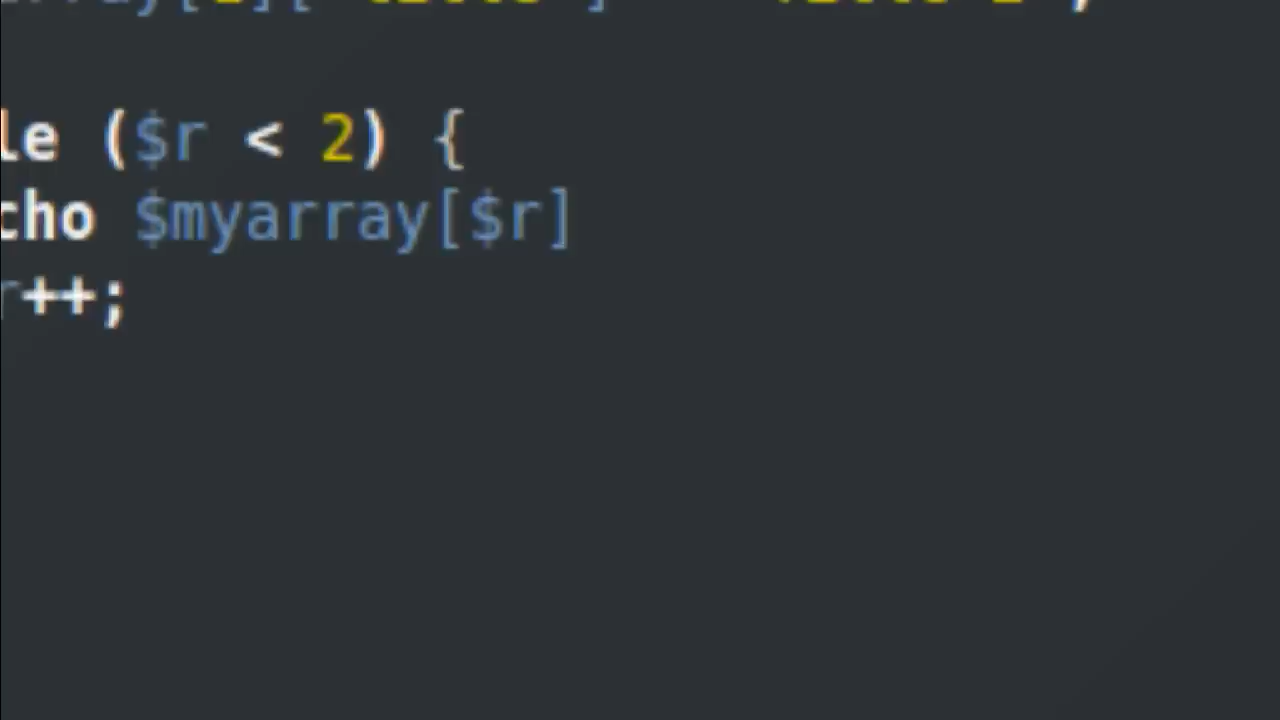 le ($r < 2) {
cho $myarray[$r]
r++;